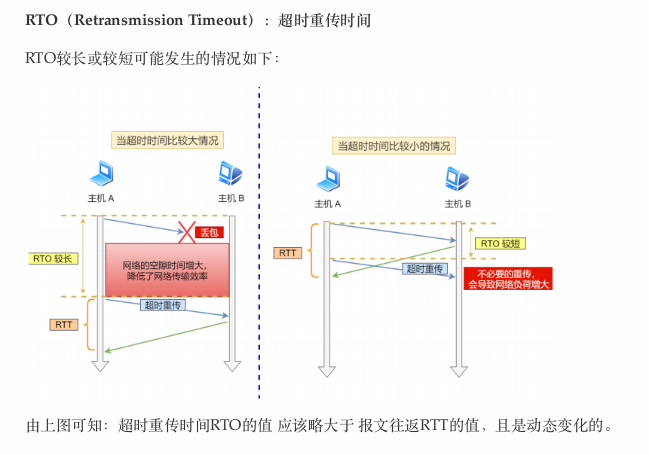 RTO（Retransmission Timeout）：超时重传时间
RTO较长或较短可能发生的情况如下：
当超时时间比较大情况
主机 A
主机 B
丢包
RTO 较长
网络的空隙时间增大，
降低了网络传输效率
超时重传
RTT
当超时时间比较小的情况
主机 A
主机 B
RTT
RTO 较短
超时重传
不必要的重传，
会导致网络负荷增大
由上图可知：超时重传时间RTO的值 应该略大于 报文往返RTT的值，且是动态变化的。